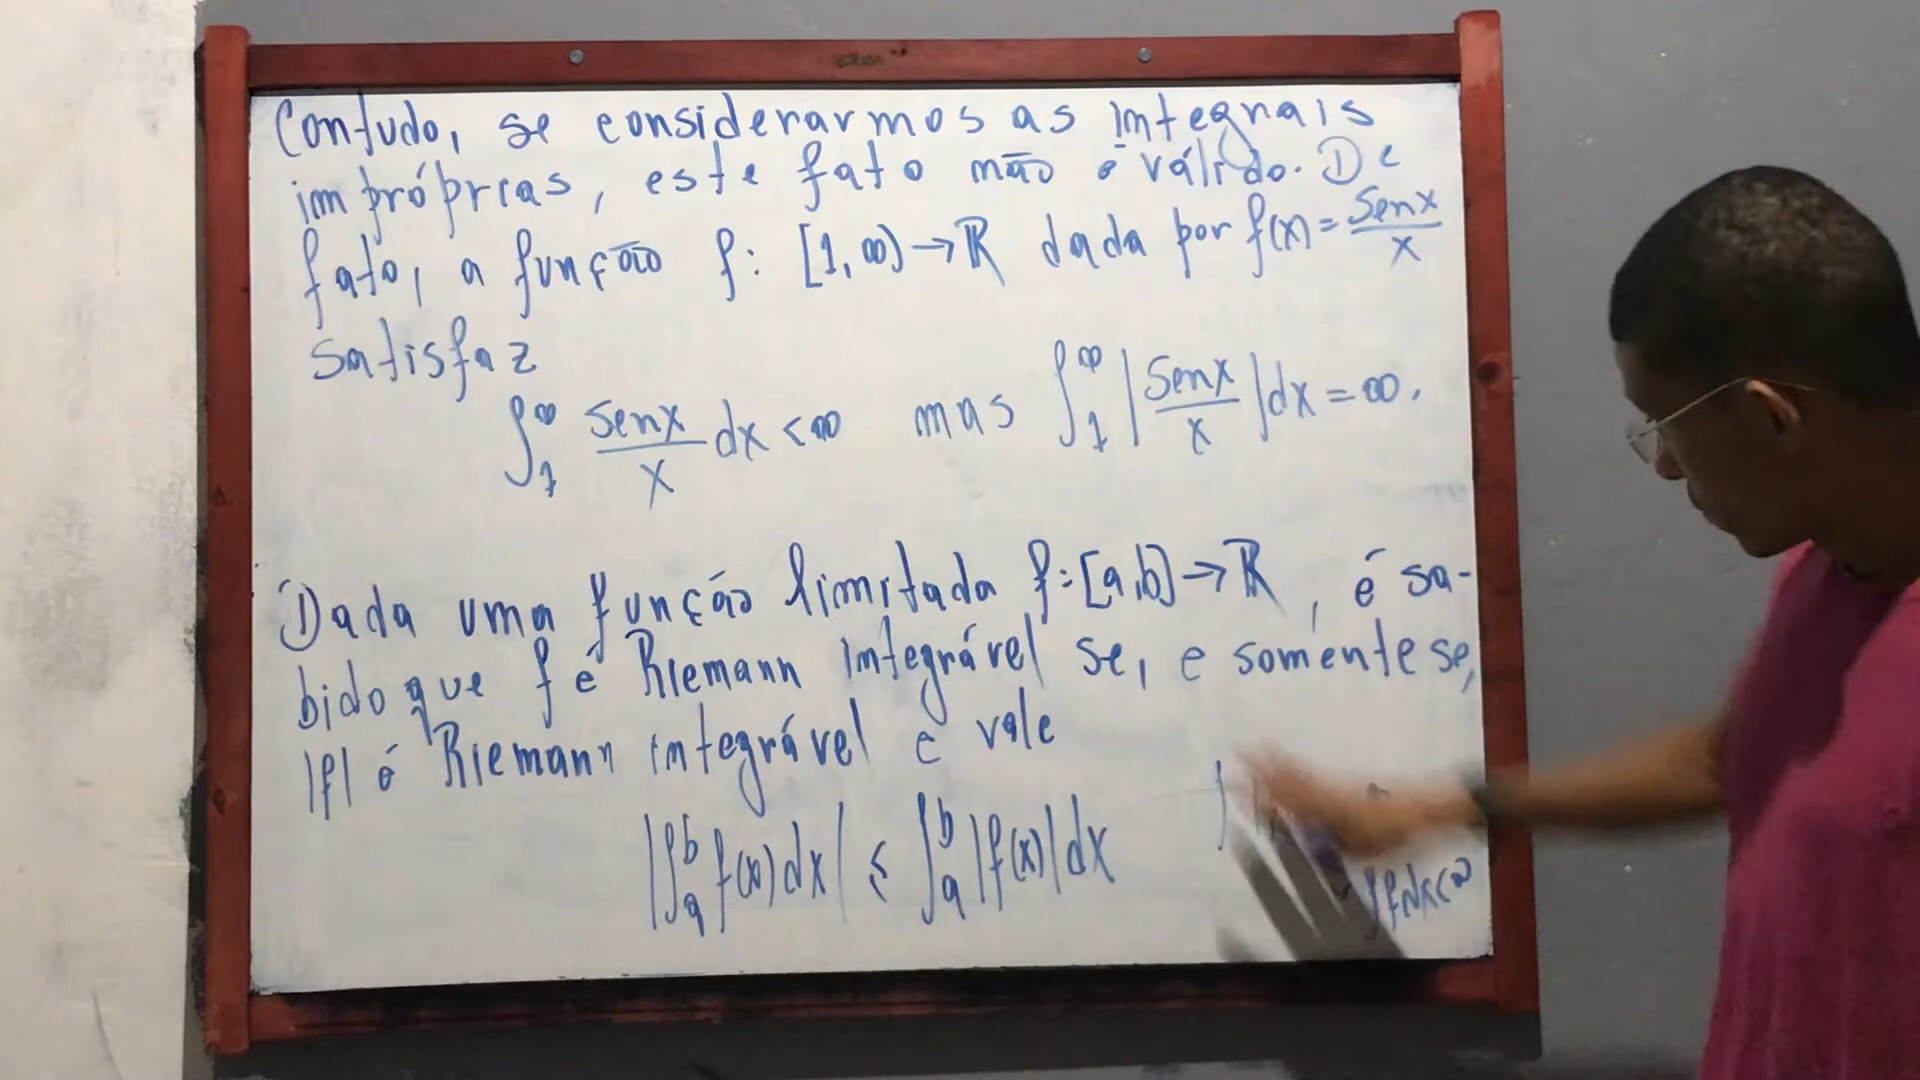 Contudo, se considerarmos as integrais
impróprias, este fato não é válido. De
fato, a função f: [1,∞) → ℝ dada por f(x) = senx/x
satisfaz
∫₁^∞ senx/x dx < ∞ mas ∫₁^∞ |senx/x| dx = ∞.
Dada uma função limitada f:[a,b] → ℝ, é sa-
bido que f é Riemann integrável se, e somente se,
|f| é Riemann integrável e vale
|∫ₐᵇ f(x)dx| ≤ ∫ₐᵇ |f(x)|dx